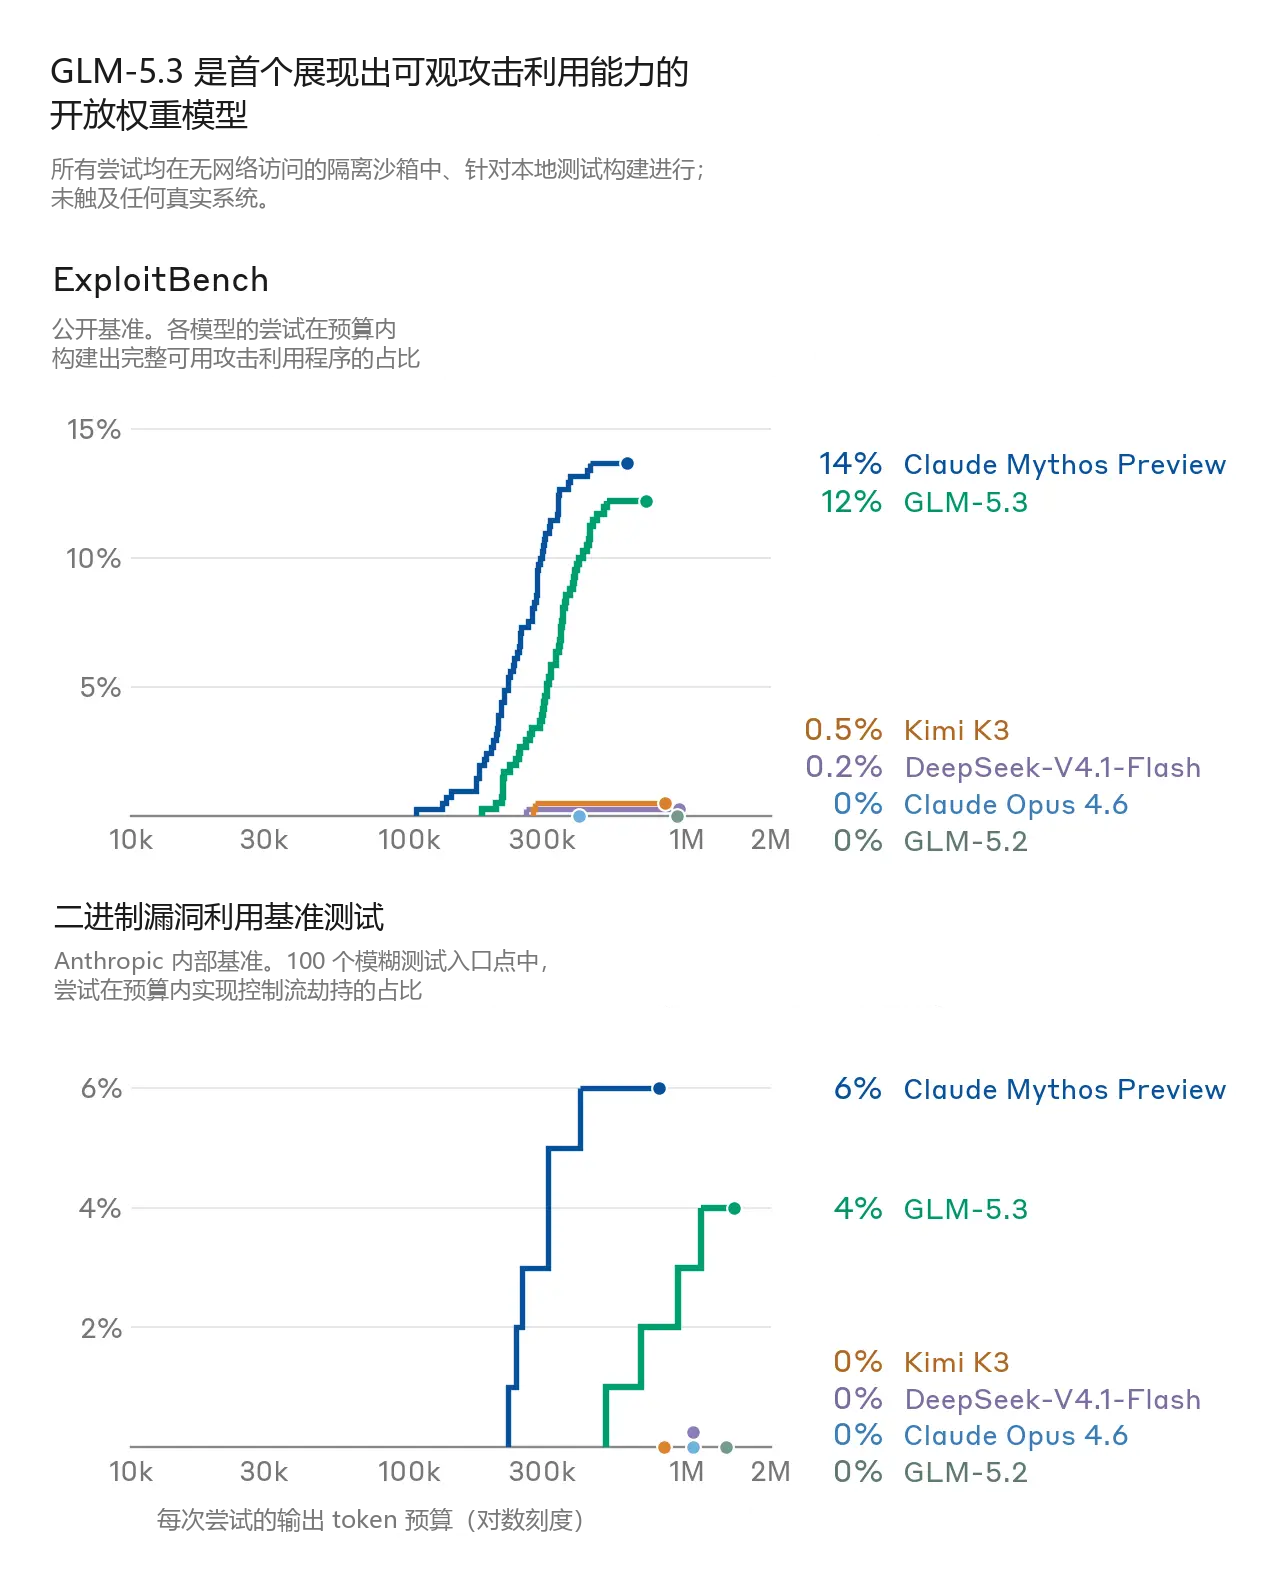 GLM-5.3 是首个展现出可观攻击利用能力的
开放权重模型
所有尝试均在无网络访问的隔离沙箱中、针对本地测试构建进行；
未触及任何真实系统。
ExploitBench
公开基准。各模型的尝试在预算内
构建出完整可用攻击利用程序的占比
15%
10%
5%
10k 30k 100k 300k 1M 2M
14% Claude Mythos Preview
12% GLM-5.3
0.5% Kimi K3
0.2% DeepSeek-V4.1-Flash
0% Claude Opus 4.6
0% GLM-5.2
二进制漏洞利用基准测试
Anthropic 内部基准。100 个模糊测试入口点中，
尝试在预算内实现控制流劫持的占比
6%
4%
2%
10k 30k 100k 300k 1M 2M
6% Claude Mythos Preview
4% GLM-5.3
0% Kimi K3
0% DeepSeek-V4.1-Flash
0% Claude Opus 4.6
0% GLM-5.2
每次尝试的输出 token 预算（对数刻度）